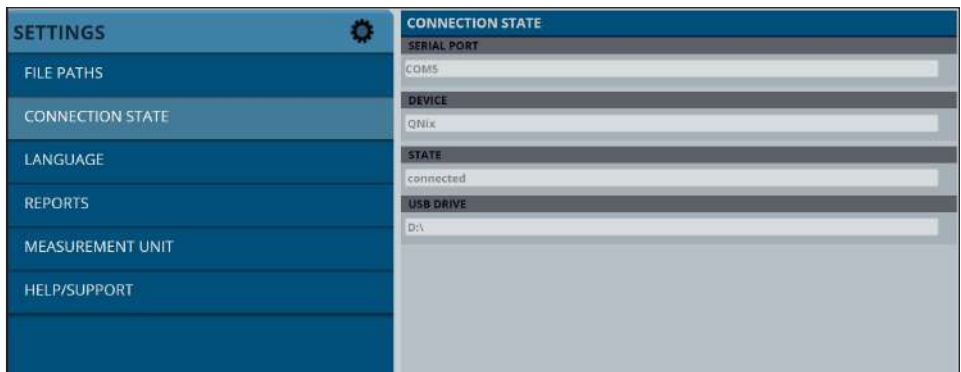 SETTINGS
FILE PATHS
CONNECTION STATE
LANGUAGE
REPORTS
MEASUREMENT UNIT
HELP/SUPPORT
CONNECTION STATE
SERIAL PORT
COM5
DEVICE
QNix
STATE
connected
USB DRIVE
D:\